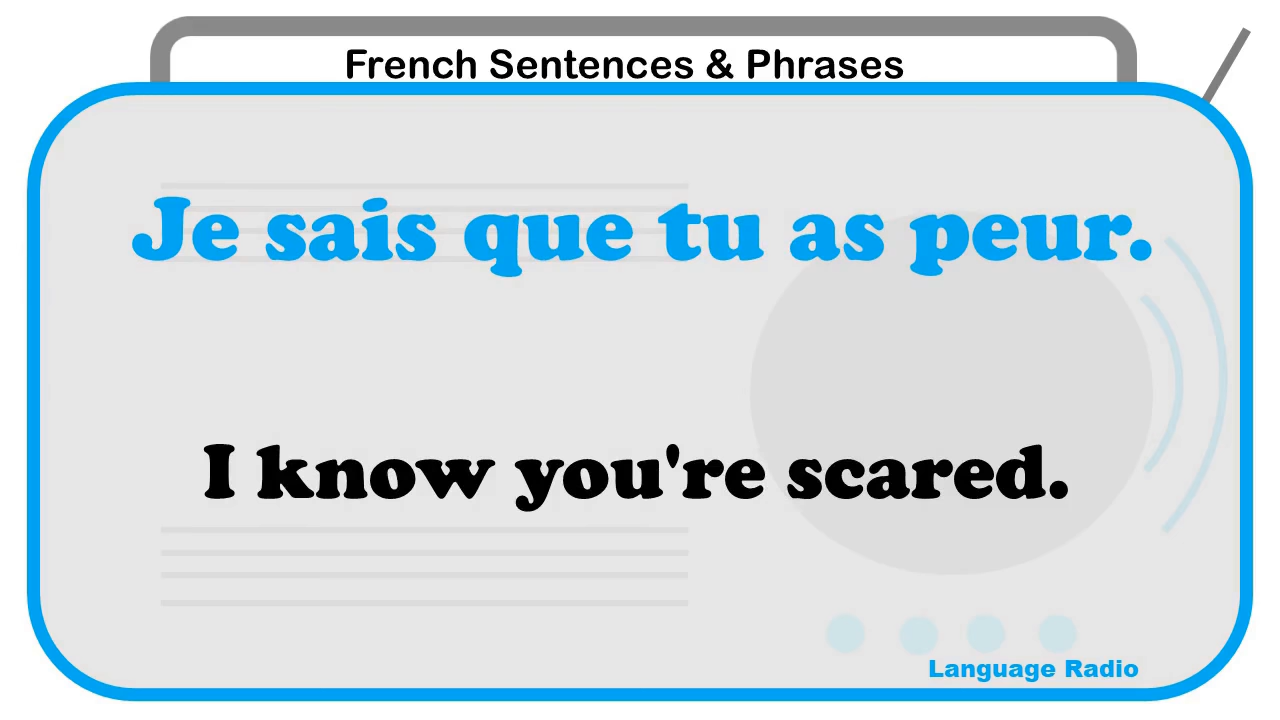 French Sentences & Phrases
Je sais que tu as peur.
I know you're scared.
Language Radio